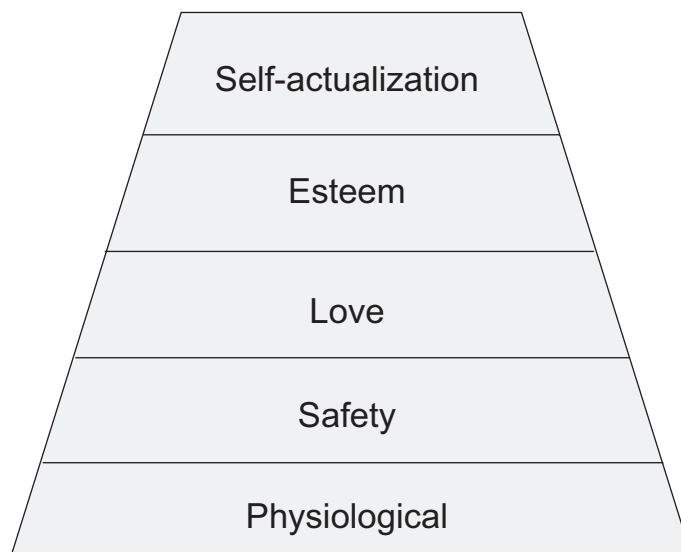 Self-actualization
Esteem
Love
Safety
Physiological